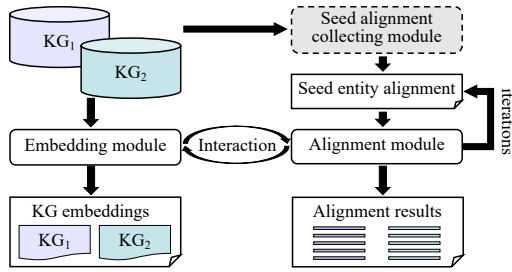 KG1
KG2
Seed alignment
collecting module
Seed entity alignment
Embedding module
Interaction
Alignment module
iterations
KG embeddings
KG1
KG2
Alignment results